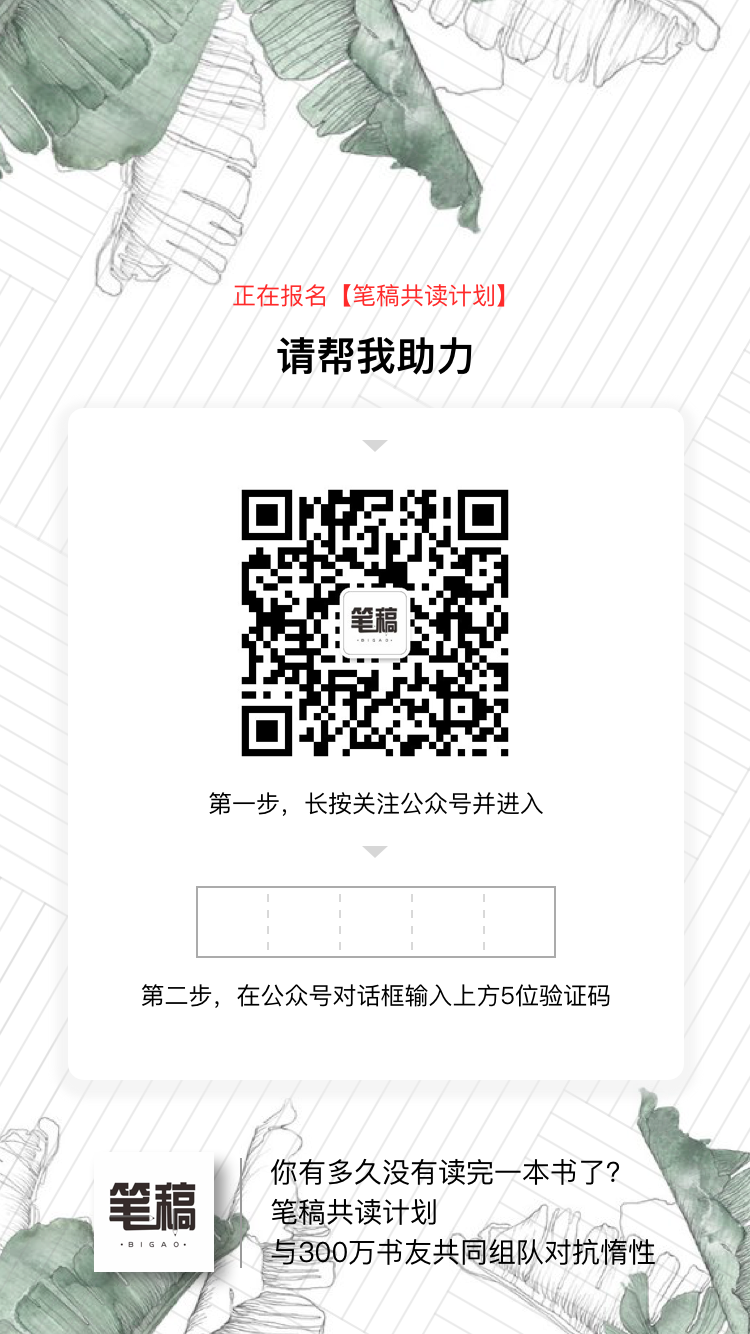 正在报名【笔稿共读计划】
请帮我助力
笔稿
·BIGAO·
第一步，长按关注公众号并进入
第二步，在公众号对话框输入上方5位验证码
笔稿
·BIGAO·
你有多久没有读完一本书了？
笔稿共读计划
与300万书友共同组队对抗惰性